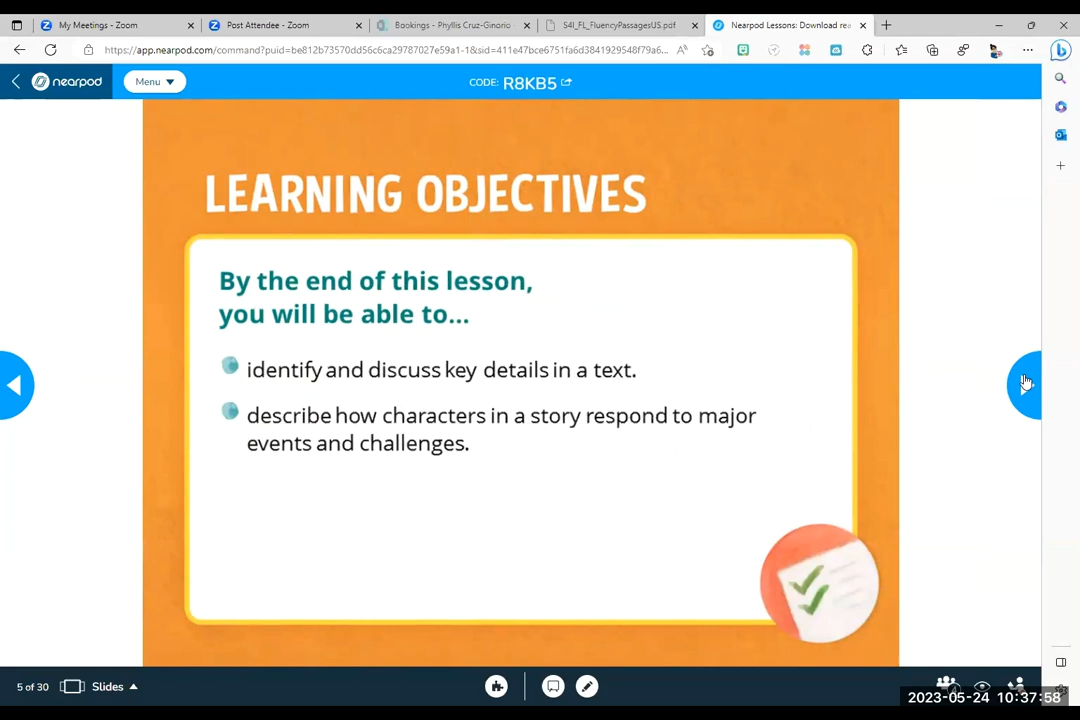 My Meetings - Zoom
Post Attendee - Zoom
Bookings - Phyllis Cruz-Ginorio
S4I_FL_FluencyPassagesUS.pdf
Nearpod Lessons: Download rea
https://app.nearpod.com/command?puid=be812b73570dd56c6ca29787027e59a1-1&sid=411e47bce6751fa6d3841929548f79a6...
nearpod
Menu
CODE: R8KB5
LEARNING OBJECTIVES
By the end of this lesson,
you will be able to...
identify and discuss key details in a text.
describe how characters in a story respond to major
events and challenges.
5 of 30
Slides
2023-05-24 10:37:58